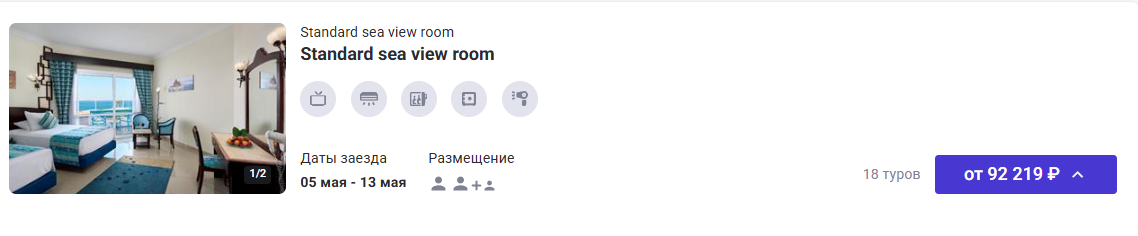 Standard sea view room
Standard sea view room
Даты заезда
Размещение
05 мая - 13 мая
+
1/2
18 туров
от 92 219 ₽